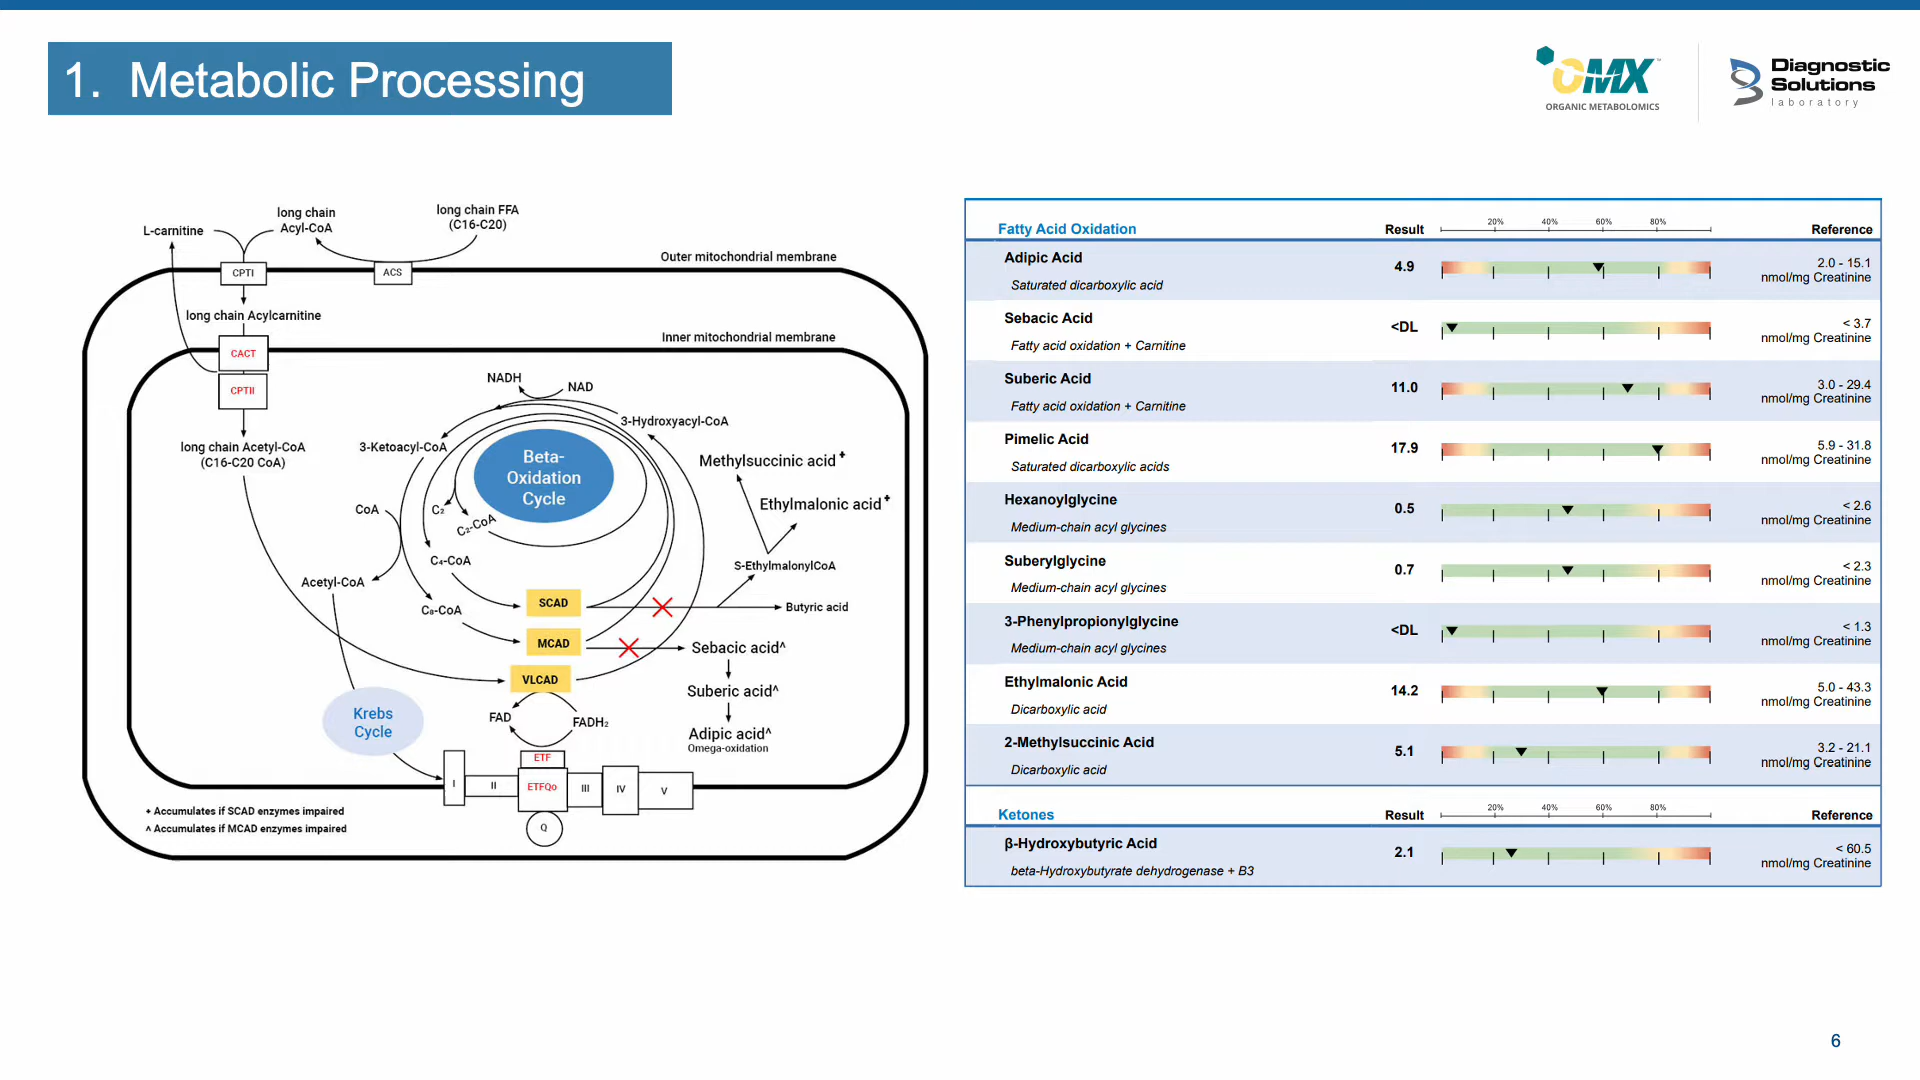 1. Metabolic Processing
OMX
ORGANIC METABOLOMICS
Diagnostic
Solutions
laboratory
long chain FFA
(C16-C20)
long chain
Acyl-CoA
L-carnitine
Outer mitochondrial membrane
CPTI
ACS
long chain Acylcarnitine
Inner mitochondrial membrane
CACT
CPTII
NADH
NAD
3-Hydroxyacyl-CoA
long chain Acetyl-CoA
(C16-C20 CoA)
3-Ketoacyl-CoA
Beta-
Oxidation
Cycle
Methylsuccinic acid +
Ethylmalonic acid +
CoA
C₂
C₂-CoA
C₄-CoA
S-EthylmalonylCoA
Acetyl-CoA
C₈-CoA
SCAD
Butyric acid
MCAD
Sebacic acid^
VLCAD
Suberic acid^
Krebs
Cycle
FAD
FADH₂
Adipic acid^
Omega-oxidation
ETF
I
II
ETFQo
III
IV
V
Q
+ Accumulates if SCAD enzymes impaired
^ Accumulates if MCAD enzymes impaired
Fatty Acid Oxidation Result 20% 40% 60% 80% Reference
Adipic Acid 4.9 2.0 - 15.1
Saturated dicarboxylic acid nmol/mg Creatinine
Sebacic Acid <DL < 3.7
Fatty acid oxidation + Carnitine nmol/mg Creatinine
Suberic Acid 11.0 3.0 - 29.4
Fatty acid oxidation + Carnitine nmol/mg Creatinine
Pimelic Acid 17.9 5.9 - 31.8
Saturated dicarboxylic acids nmol/mg Creatinine
Hexanoylglycine 0.5 < 2.6
Medium-chain acyl glycines nmol/mg Creatinine
Suberylglycine 0.7 < 2.3
Medium-chain acyl glycines nmol/mg Creatinine
3-Phenylpropionylglycine <DL < 1.3
Medium-chain acyl glycines nmol/mg Creatinine
Ethylmalonic Acid 14.2 5.0 - 43.3
Dicarboxylic acid nmol/mg Creatinine
2-Methylsuccinic Acid 5.1 3.2 - 21.1
Dicarboxylic acid nmol/mg Creatinine
Ketones Result 20% 40% 60% 80% Reference
β-Hydroxybutyric Acid 2.1 < 60.5
beta-Hydroxybutyrate dehydrogenase + B3 nmol/mg Creatinine
6